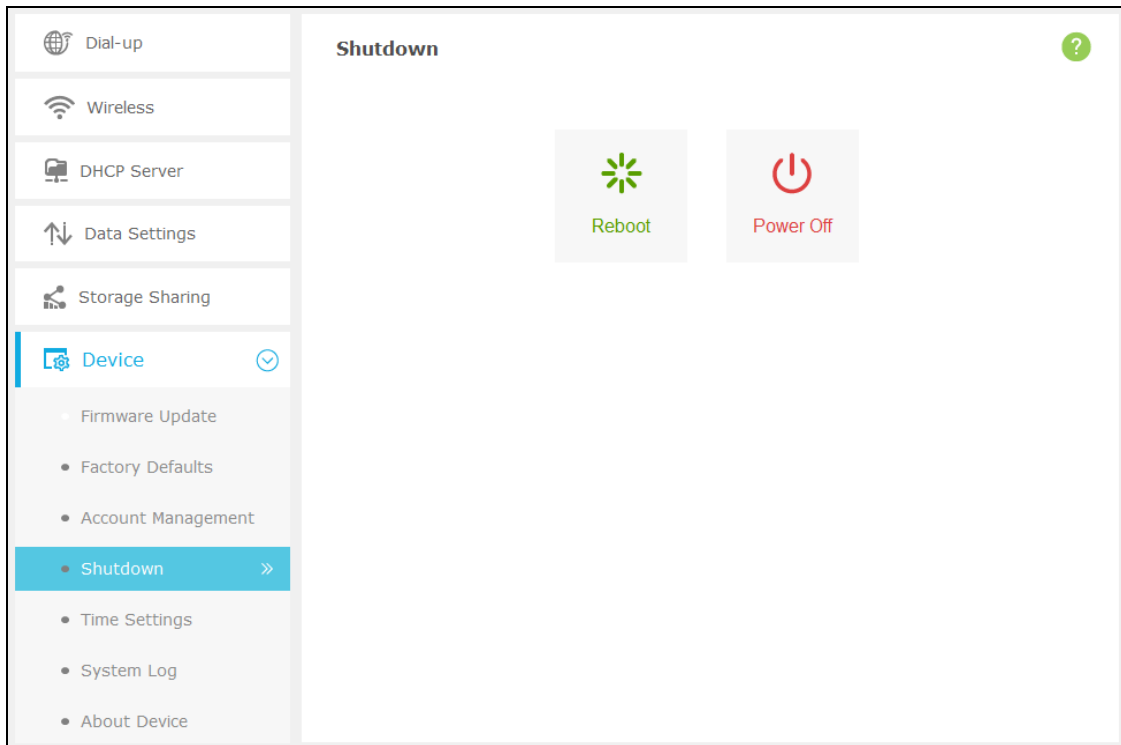 Dial-up
Wireless
DHCP Server
Data Settings
Storage Sharing
Device
Firmware Update
Factory Defaults
Account Management
Shutdown
Time Settings
System Log
About Device
Shutdown
?
Reboot
Power Off